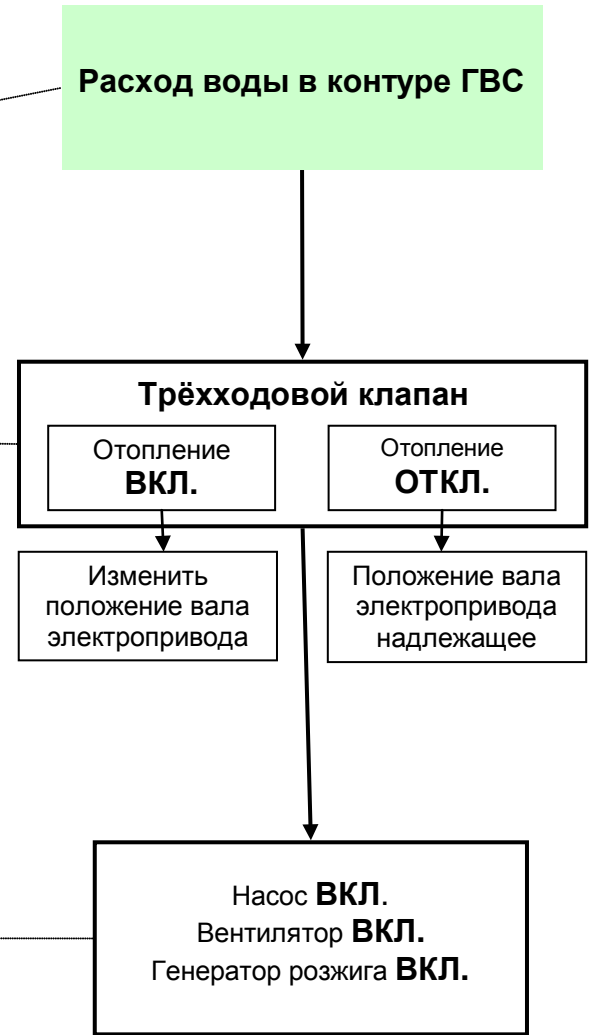 Расход воды в контуре ГВС
Трёхходовой клапан
Отопление
ВКЛ.
Отопление
ОТКЛ.
Изменить
положение вала
электропривода
Положение вала
электропривода
надлежащее
Насос ВКЛ.
Вентилятор ВКЛ.
Генератор розжига ВКЛ.